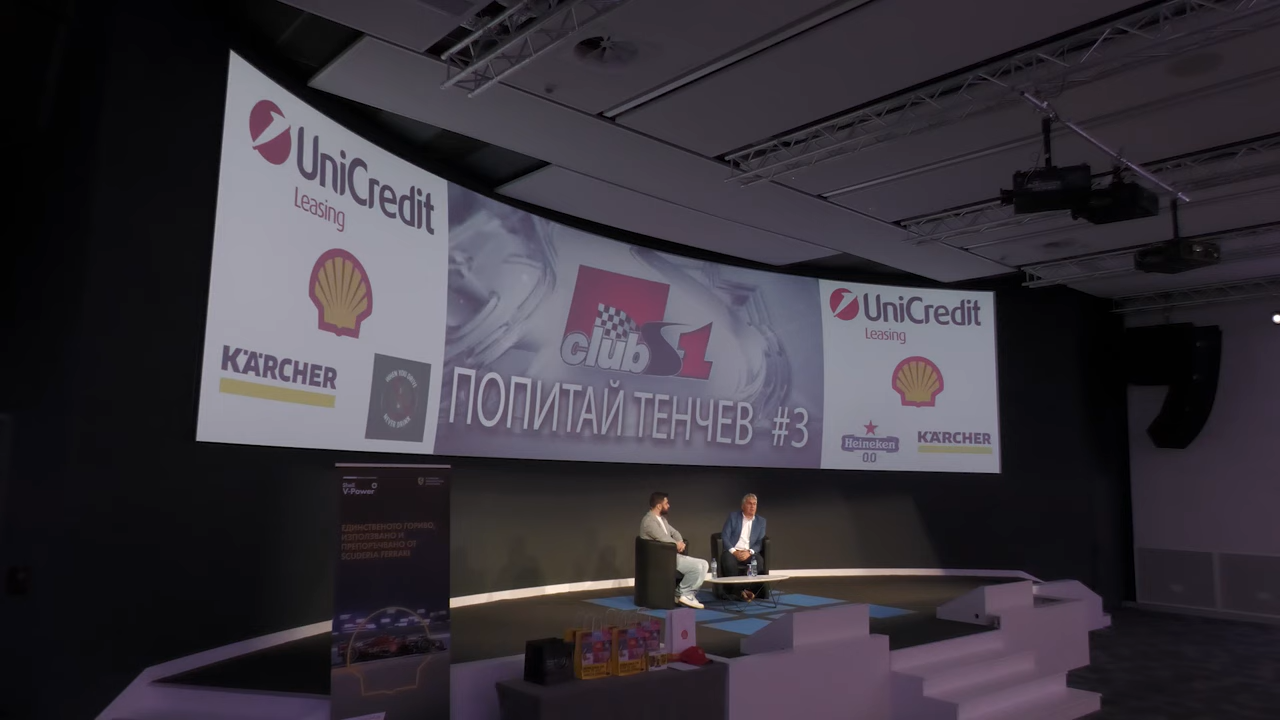 UniCredit
Leasing
KÄRCHER
club S1
ПОПИТАЙ ТЕНЧЕВ #3
UniCredit
Leasing
Heineken
0.0
KÄRCHER
Shell
V-Power
ЕДИНСТВЕНОТО ГОРИВО,
ИЗПОЛЗВАНО И
ПРЕПОРЪЧВАНО ОТ
SCUDERIA FERRARI